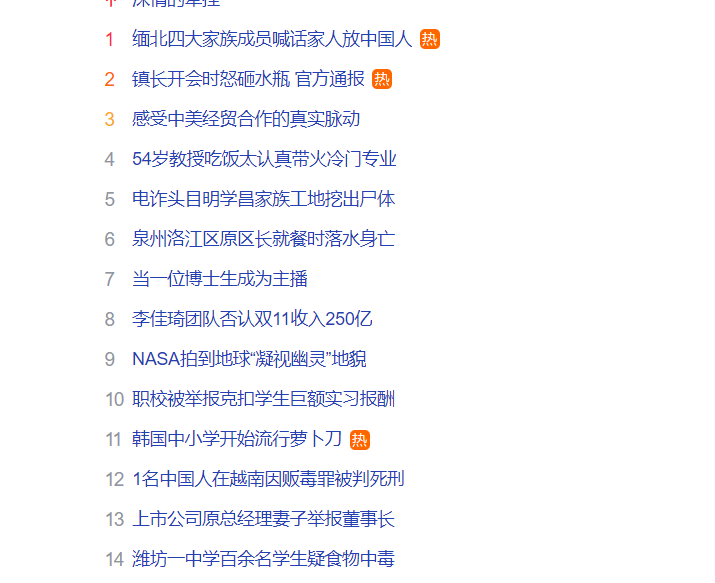 深情的牵挂
1 缅北四大家族成员喊话家人放中国人 热
2 镇长开会时怒砸水瓶 官方通报 热
3 感受中美经贸合作的真实脉动
4 54岁教授吃饭太认真带火冷门专业
5 电诈头目明学昌家族工地挖出尸体
6 泉州洛江区原区长就餐时落水身亡
7 当一位博士生成为主播
8 李佳琦团队否认双11收入250亿
9 NASA拍到地球“凝视幽灵”地貌
10 职校被举报克扣学生巨额实习报酬
11 韩国中小学开始流行萝卜刀 热
12 1名中国人在越南因贩毒罪被判死刑
13 上市公司原总经理妻子举报董事长
14 潍坊一中学百余名学生疑食物中毒